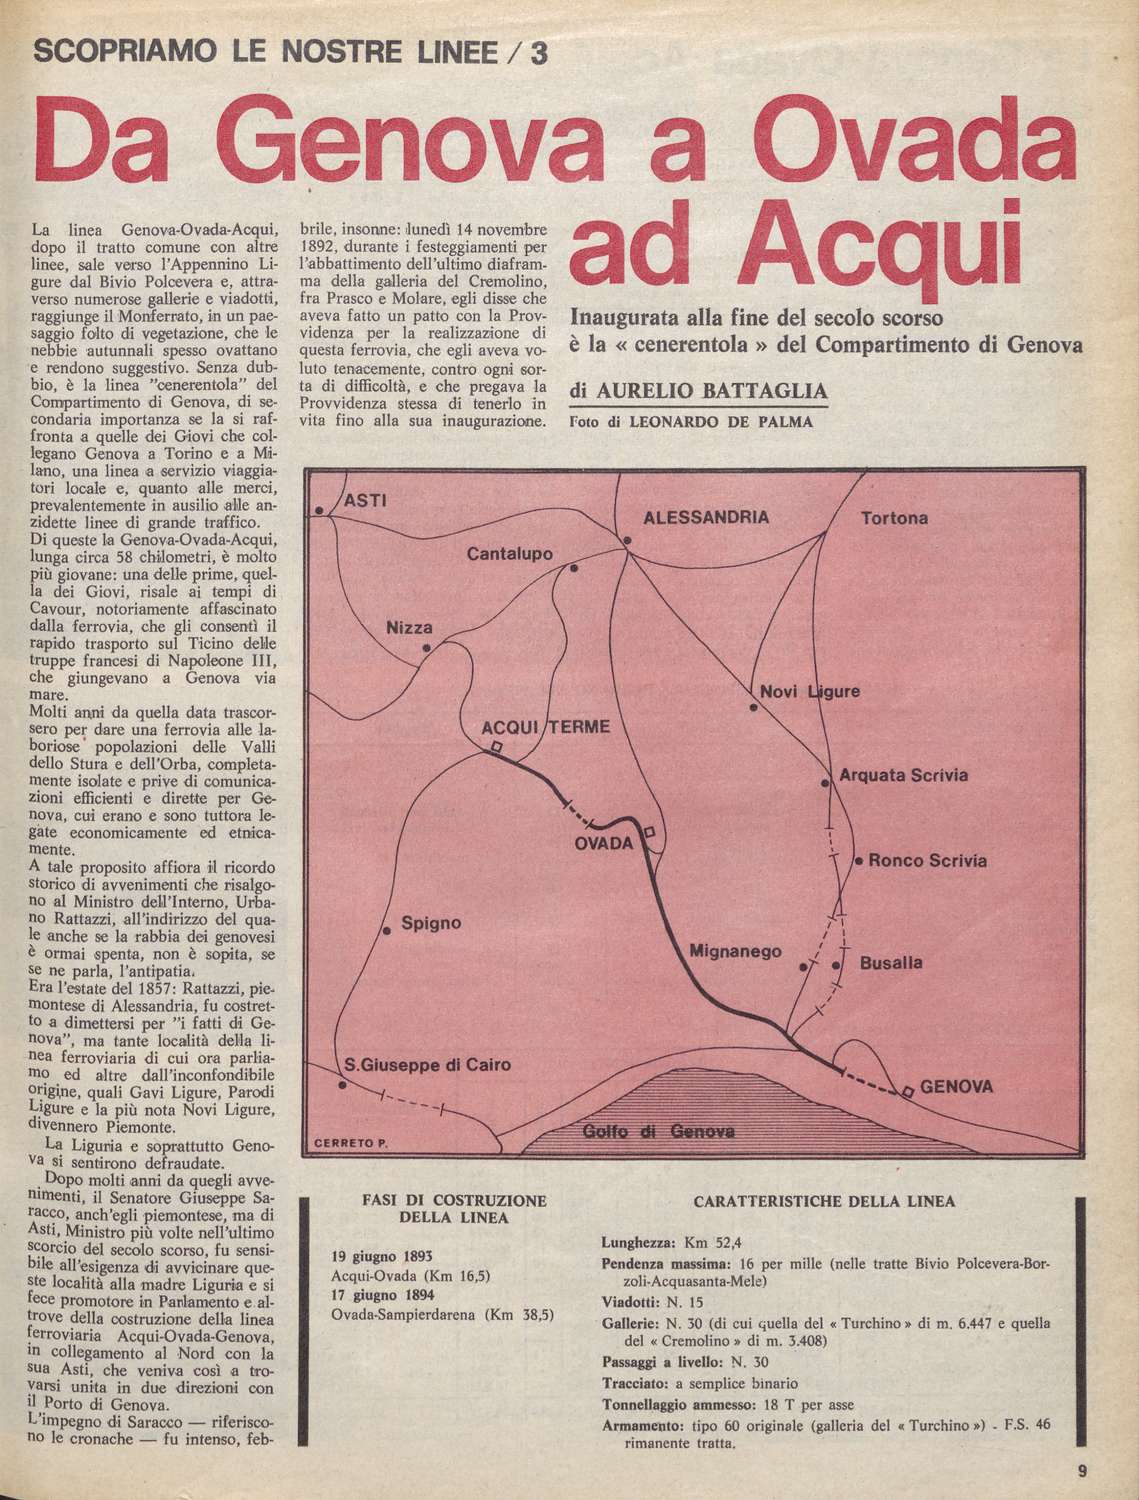 SCOPRIAMO LE NOSTRE LINEE / 3
Da Genova a Ovada
ad Acqui
Inaugurata alla fine del secolo scorso
è la « cenerentola » del Compartimento di Genova
di AURELIO BATTAGLIA
Foto di LEONARDO DE PALMA
La linea Genova-Ovada-Acqui,
dopo il tratto comune con altre
linee, sale verso l'Appennino Li-
gure dal Bivio Polcevera e, attra-
verso numerose gallerie e viadotti,
raggiunge il Monferrato, in un pae-
saggio folto di vegetazione, che le
nebbie autunnali spesso ovattano
e rendono suggestivo. Senza dub-
bio, è la linea "cenerentola" del
Compartimento di Genova, di se-
condaria importanza se la si raf-
fronta a quelle dei Giovi che col-
legano Genova a Torino e a Mi-
lano, una linea a servizio viaggia-
tori locale e, quanto alle merci,
prevalentemente in ausilio alle an-
zidette linee di grande traffico.
Di queste la Genova-Ovada-Acqui,
lunga circa 58 chilometri, è molto
più giovane: una delle prime, quel-
la dei Giovi, risale ai tempi di
Cavour, notoriamente affascinato
dalla ferrovia, che gli consentì il
rapido trasporto sul Ticino delle
truppe francesi di Napoleone III,
che giungevano a Genova via
mare.
Molti anni da quella data trascor-
sero per dare una ferrovia alle la-
boriose popolazioni delle Valli
dello Stura e dell'Orba, completa-
mente isolate e prive di comunica-
zioni efficienti e dirette per Ge-
nova, cui erano e sono tuttora le-
gate economicamente ed etnica-
mente.
A tale proposito affiora il ricordo
storico di avvenimenti che risalgo-
no al Ministro dell'Interno, Urba-
no Rattazzi, all'indirizzo del qua-
le anche se la rabbia dei genovesi
è ormai spenta, non è sopita, se
se ne parla, l'antipatia.
Era l'estate del 1857: Rattazzi, pie-
montese di Alessandria, fu costret-
to a dimettersi per "i fatti di Ge-
nova", ma tante località della li-
nea ferroviaria di cui ora parlia-
mo ed altre dall'inconfondibile
origine, quali Gavi Ligure, Parodi
Ligure e la più nota Novi Ligure,
divennero Piemonte.
La Liguria e soprattutto Geno-
va si sentirono defraudate.
Dopo molti anni da quegli avve-
nimenti, il Senatore Giuseppe Sa-
racco, anch'egli piemontese, ma di
Asti, Ministro più volte nell'ultimo
scorcio del secolo scorso, fu sensi-
bile all'esigenza di avvicinare que-
ste località alla madre Liguria e si
fece promotore in Parlamento e al-
trove della costruzione della linea
ferroviaria Acqui-Ovada-Genova,
in collegamento al Nord con la
sua Asti, che veniva così a tro-
varsi unita in due direzioni con
il Porto di Genova.
L'impegno di Saracco — riferisco-
no le cronache — fu intenso, feb-
brile, insonne: lunedì 14 novembre
1892, durante i festeggiamenti per
l'abbattimento dell'ultimo diafram-
ma della galleria del Cremolino,
fra Prasco e Molare, egli disse che
aveva fatto un patto con la Prov-
videnza per la realizzazione di
questa ferrovia, che egli aveva vo-
luto tenacemente, contro ogni sor-
ta di difficoltà, e che pregava la
Provvidenza stessa di tenerlo in
vita fino alla sua inaugurazione.
ASTI
ALESSANDRIA
Tortona
Cantalupo
Nizza
Novi Ligure
ACQUI TERME
Arquata Scrivia
OVADA
Ronco Scrivia
Spigno
Mignanego
Busalla
S.Giuseppe di Cairo
GENOVA
Golfo di Genova
CERRETO P.
FASI DI COSTRUZIONE
DELLA LINEA
19 giugno 1893
Acqui-Ovada (Km 16,5)
17 giugno 1894
Ovada-Sampierdarena (Km 38,5)
CARATTERISTICHE DELLA LINEA
Lunghezza: Km 52,4
Pendenza massima: 16 per mille (nelle tratte Bivio Polcevera-Bor-
zoli-Acquasanta-Mele)
Viadotti: N. 15
Gallerie: N. 30 (di cui quella del « Turchino » di m. 6.447 e quella
del « Cremolino » di m. 3.408)
Passaggi a livello: N. 30
Tracciato: a semplice binario
Tonnellaggio ammesso: 18 T per asse
Armamento: tipo 60 originale (galleria del « Turchino ») - F.S. 46
rimanente tratta.
9